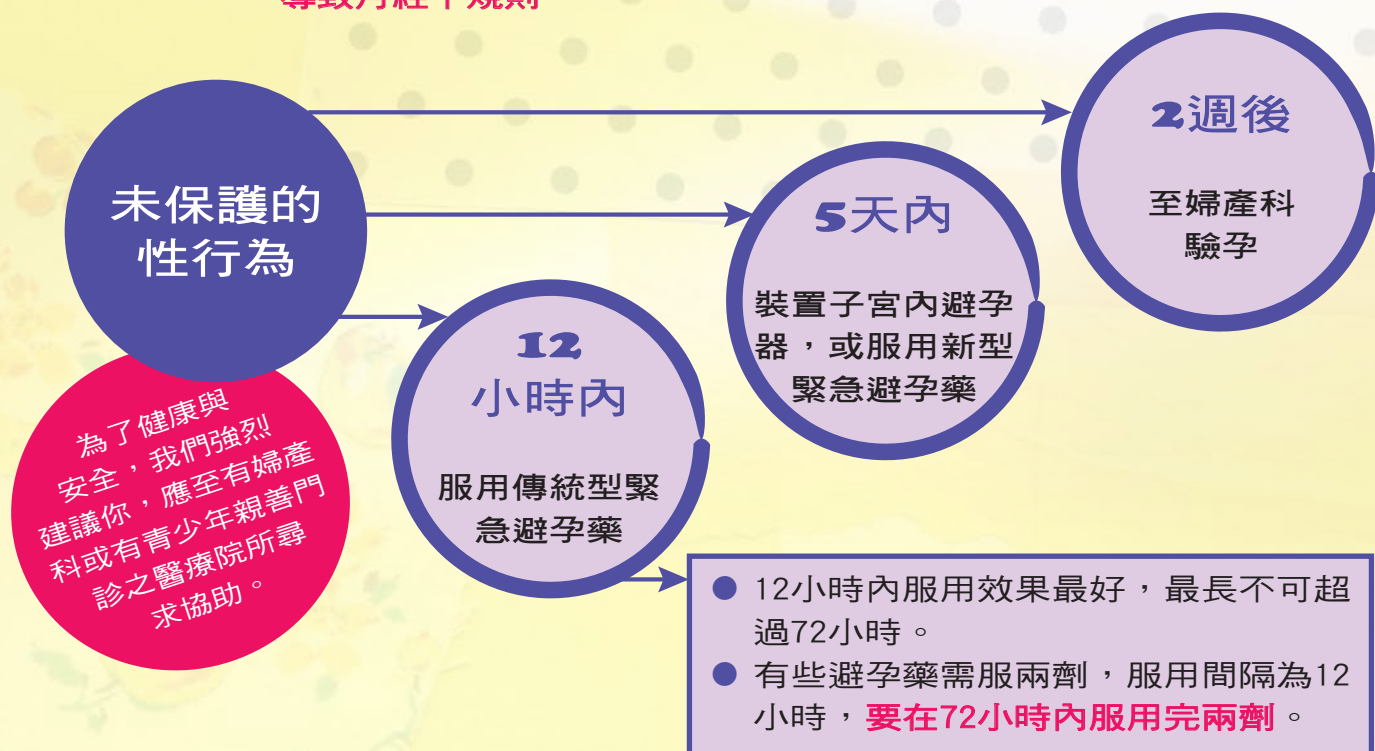 導致月經不規則
未保護的
性行為
2週後
至婦產科
驗孕
5天內
裝置子宮內避孕
器，或服用新型
緊急避孕藥
12
小時內
服用傳統型緊
急避孕藥
為了健康與
安全，我們強烈
建議你，應至有婦產
科或有青少年親善門
診之醫療院所尋
求協助。
● 12小時內服用效果最好，最長不可超
過72小時。
● 有些避孕藥需服兩劑，服用間隔為12
小時，要在72小時內服用完兩劑。